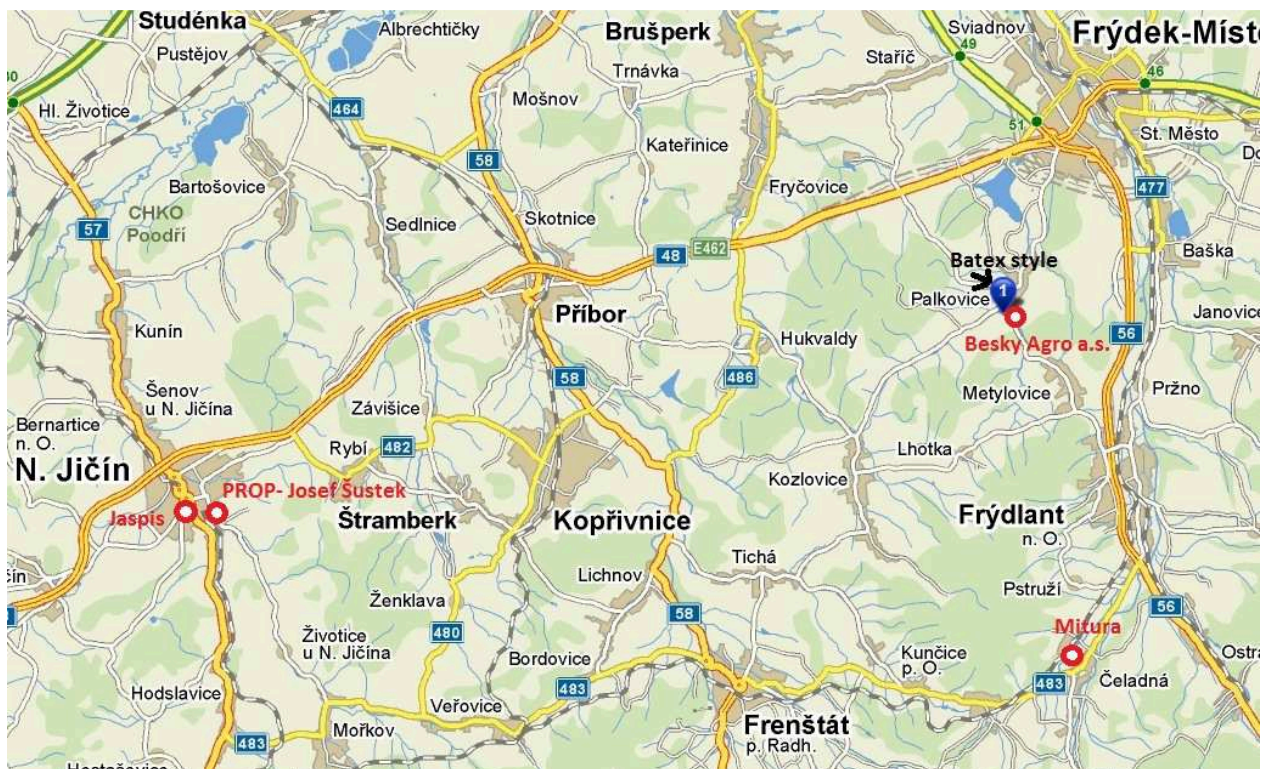 Studénka
Albrechtičky
Pustějov
Brušperk
Sviadnov
49
Frýdek-Míst
Staříč
46
Trnávka
Hl. Životice
Mošnov
464
51
St. Město
Kateřinice
58
477
Bartošovice
Fryčovice
CHKO
Poodří
57
Sedlnice
Skotnice
48
E462
Baška
Batex style
1
Palkovice
Příbor
Janovice
Kunín
Hukvaldy
Besky Agro a.s.
56
58
486
Šenov
u N. Jičína
Metylovice
Pržno
Závišice
Bernartice
n. O.
Rybí
482
Lhotka
N. Jičín
Kozlovice
PROP- Josef Šustek
Jaspis
Štramberk
Kopřivnice
Frýdlant
n. O.
Tichá
Lichnov
Pstruží
Ženklava
58
56
Mitura
Životice
u N. Jičína
480
Bordovice
Kunčice
p. O.
Ostra
483
483
Čeladná
Hodslavice
Veřovice
Mořkov
483
Frenštát
p. Radh.